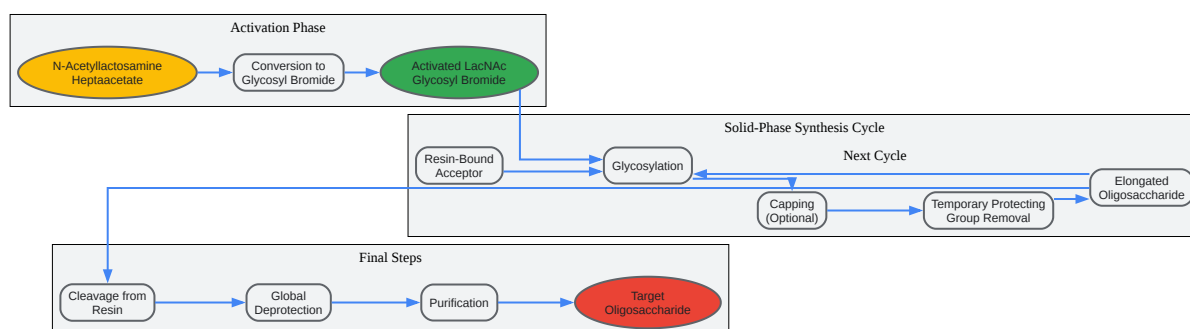 Activation Phase
N-Acetyllactosamine
Heptaacetate
Conversion to
Glycosyl Bromide
Activated LacNAc
Glycosyl Bromide
Solid-Phase Synthesis Cycle
Next Cycle
Resin-Bound
Acceptor
Glycosylation
Capping
(Optional)
Temporary Protecting
Group Removal
Elongated
Oligosaccharide
Final Steps
Cleavage from
Resin
Global
Deprotection
Purification
Target
Oligosaccharide